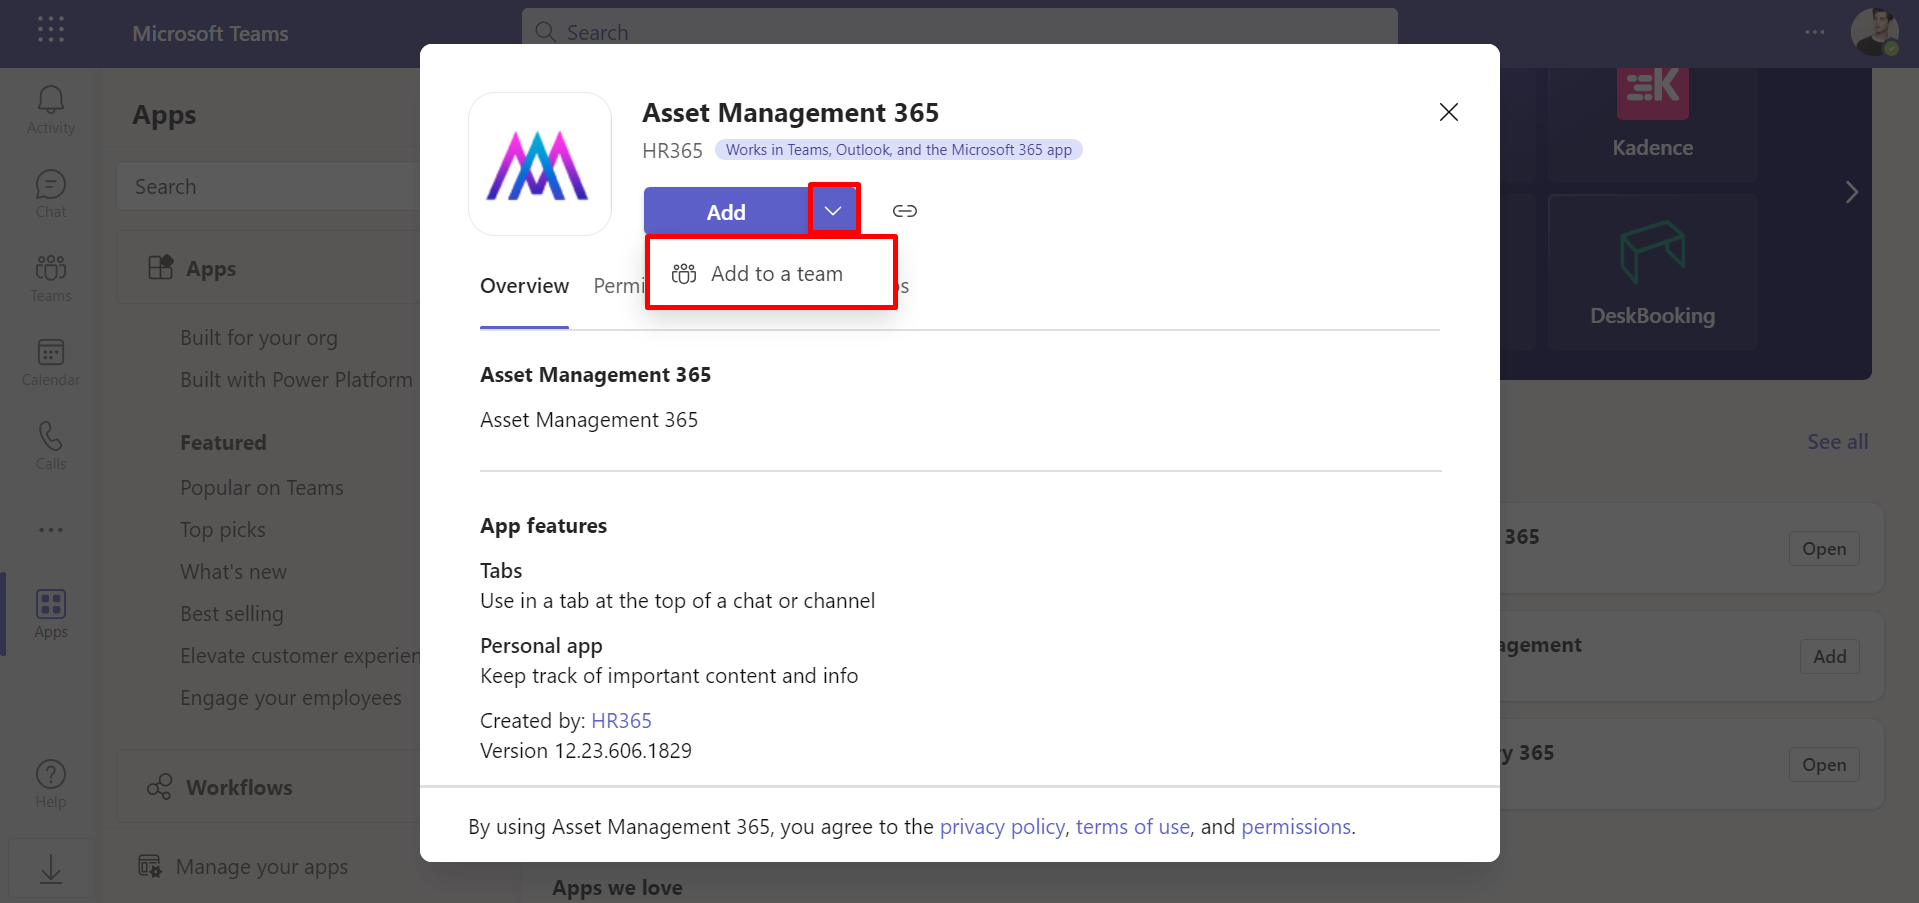 Microsoft Teams
Search
Activity
Chat
Teams
Calendar
Calls
Apps
Help
Apps
Search
Apps
Built for your org
Built with Power Platform
Featured
Popular on Teams
Top picks
What's new
Best selling
Elevate customer experien
Engage your employees
Workflows
Manage your apps
Asset Management 365
HR365
Works in Teams, Outlook, and the Microsoft 365 app
Add
Add to a team
Overview
Permi
s
Asset Management 365
Asset Management 365
App features
Tabs
Use in a tab at the top of a chat or channel
Personal app
Keep track of important content and info
Created by: HR365
Version 12.23.606.1829
By using Asset Management 365, you agree to the privacy policy, terms of use, and permissions.
Apps we love
K
Kadence
DeskBooking
See all
365
Open
agement
Add
y 365
Open